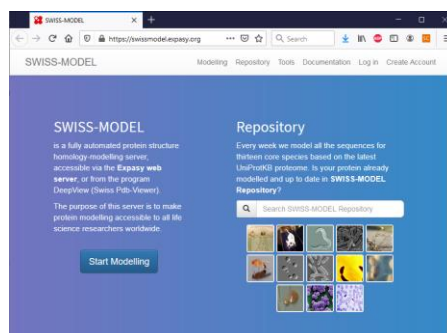 SWISS-MODEL
https://swissmodel.expasy.org
Search
SWISS-MODEL
Modelling Repository Tools Documentation Log in Create Account
SWISS-MODEL
is a fully automated protein structure
homology-modelling server,
accessible via the Expasy web
server, or from the program
DeepView (Swiss Pdb-Viewer).
The purpose of this server is to make
protein modelling accessible to all life
science researchers worldwide.
Start Modelling
Repository
Every week we model all the sequences for
thirteen core species based on the latest
UniProtKB proteome. Is your protein already
modelled and up to date in SWISS-MODEL
Repository?
Search SWISS-MODEL Repository